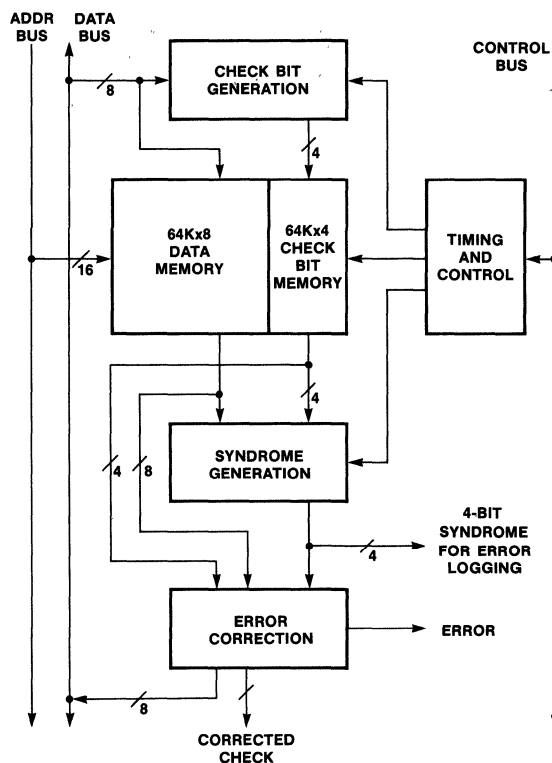 ADDR
BUS
DATA
BUS
CONTROL
BUS
CHECK BIT
GENERATION
8
4
64Kx8
DATA
MEMORY
64Kx4
CHECK
BIT
MEMORY
TIMING
AND
CONTROL
16
4
4
8
SYNDROME
GENERATION
4-BIT
SYNDROME
FOR ERROR
LOGGING
4
ERROR
CORRECTION
ERROR
8
CORRECTED
CHECK